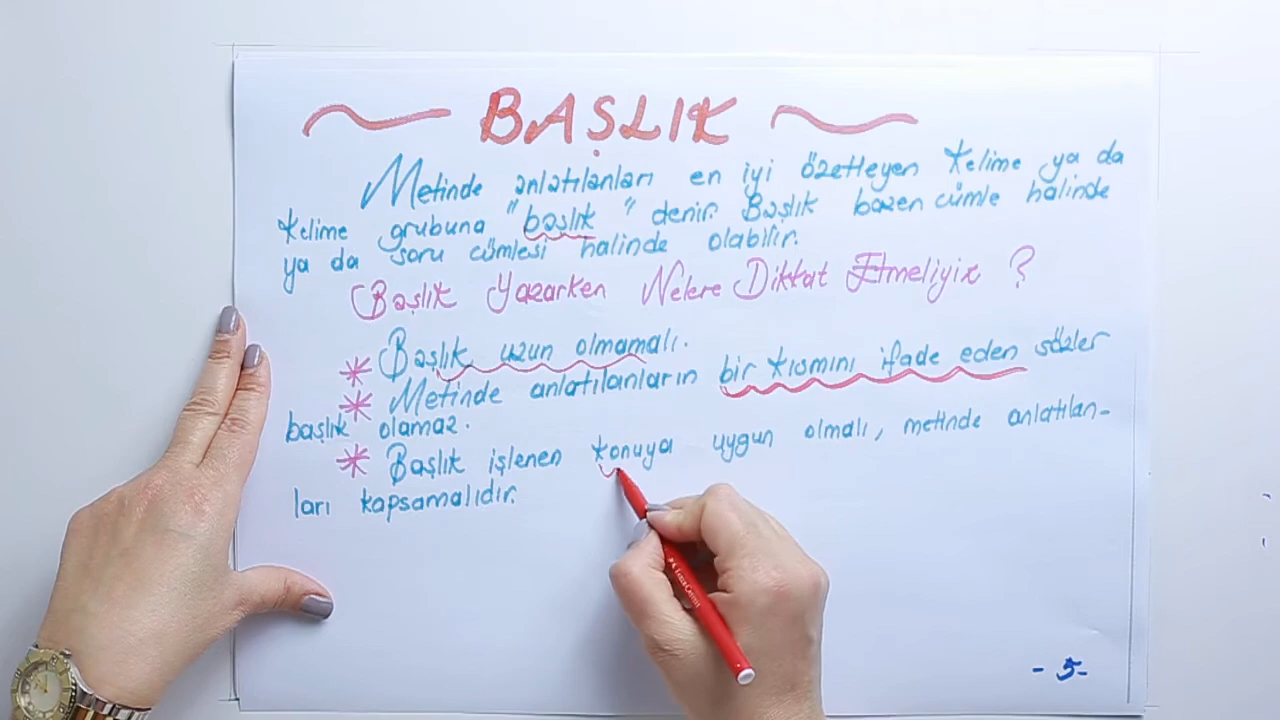 BAŞLIK
Metinde anlatılanları en iyi özetleyen kelime ya da
kelime grubuna "başlık" denir. Başlık bazen cümle halinde
ya da soru cümlesi halinde olabilir.
Başlık Yazarken Nelere Dikkat Etmeliyiz ?
* Başlık uzun olmamalı.
* Metinde anlatılanların bir kısmını ifade eden sözler
başlık olamaz.
* Başlık işlenen konuya uygun olmalı, metinde anlatılan-
ları kapsamalıdır.
- 5 -